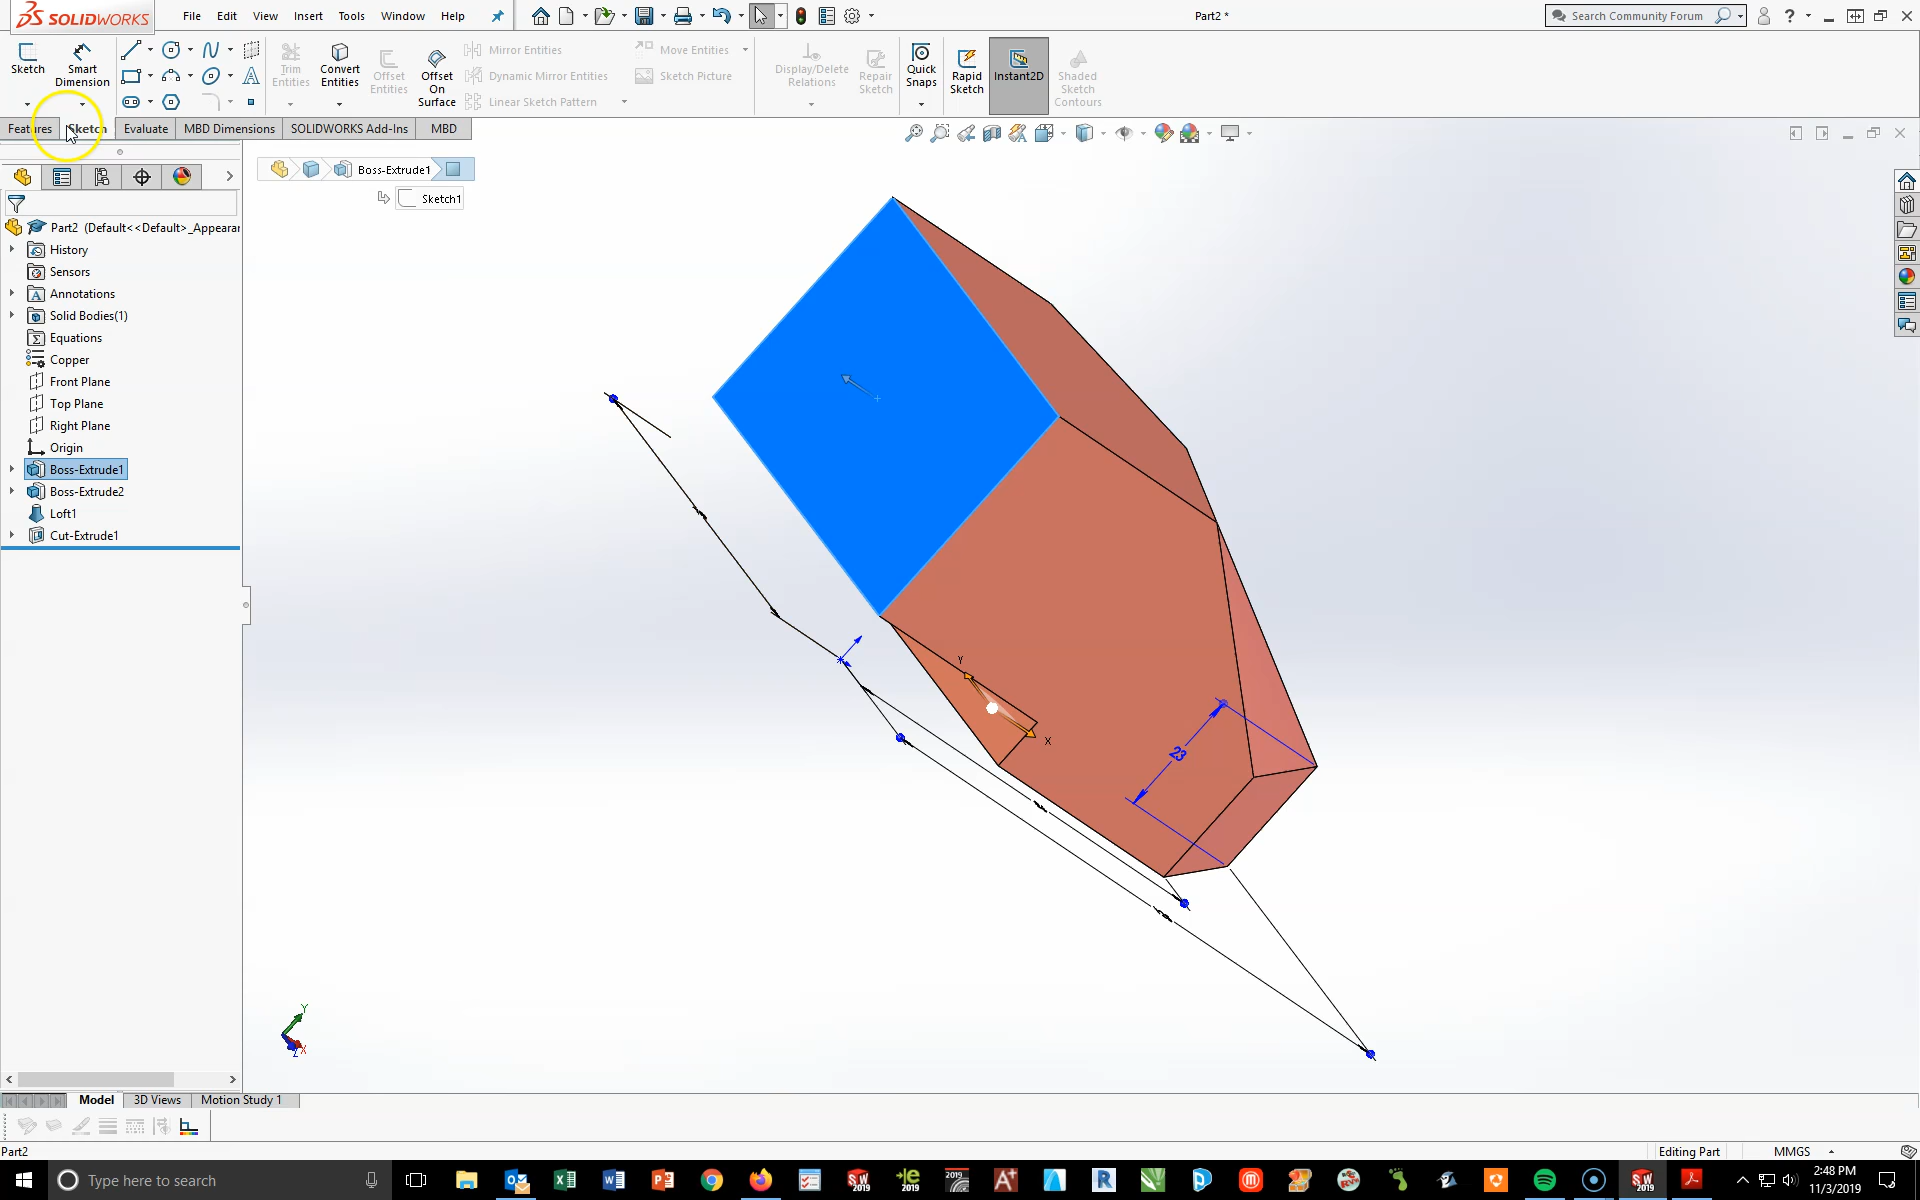 SOLIDWORKS File Edit View Insert Tools Window Help Part2 * Search Community Forum
Sketch Smart Dimension Trim Entities Convert Entities Offset Entities Offset On Surface Mirror Entities Dynamic Mirror Entities Linear Sketch Pattern Move Entities Sketch Picture Display/Delete Relations Repair Sketch Quick Snaps Rapid Sketch Instant2D Shaded Sketch Contours
Features Sketch Evaluate MBD Dimensions SOLIDWORKS Add-Ins MBD
Boss-Extrude1
Sketch1
Part2 (Default<<Default>_Appearar
History
Sensors
Annotations
Solid Bodies(1)
Equations
Copper
Front Plane
Top Plane
Right Plane
Origin
Boss-Extrude1
Boss-Extrude2
Loft1
Cut-Extrude1
Y
X
23
Y
X
Z
Model 3D Views Motion Study 1
Part2 Editing Part MMGS
Type here to search
2:48 PM
11/3/2019